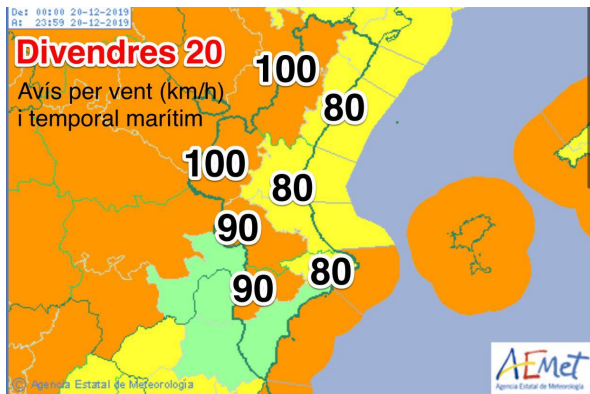 De: 00:00 20-12-2019
A: 23:59 20-12-2019
Divendres 20
Avís per vent (km/h)
i temporal marítim
100
80
100
80
90
80
90
© Agencia Estatal de Meteorología
AEMet
Agencia Estatal de Meteorología